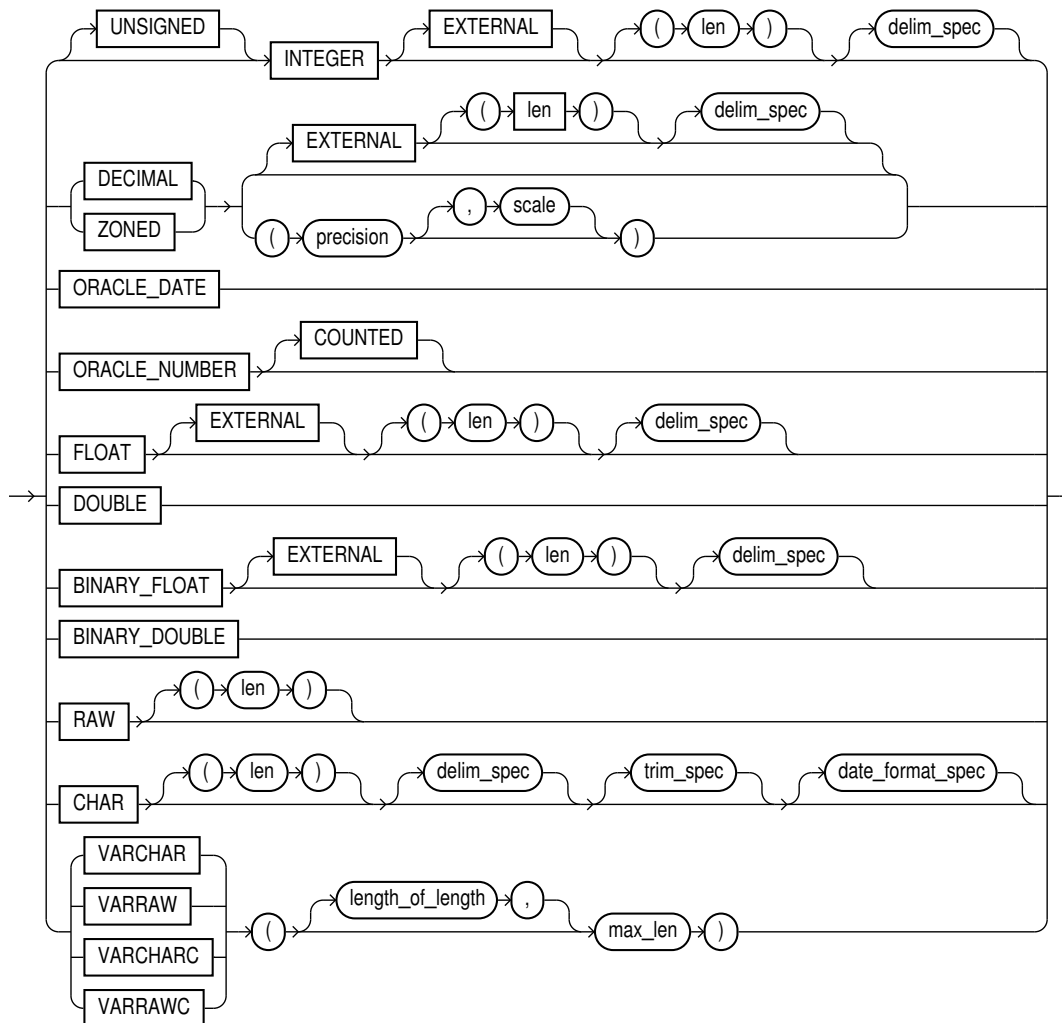 UNSIGNED EXTERNAL ( len ) delim_spec
INTEGER
( len ) delim_spec
EXTERNAL
DECIMAL
, scale
ZONED
( precision )
ORACLE_DATE
COUNTED
ORACLE_NUMBER
EXTERNAL ( len ) delim_spec
FLOAT
DOUBLE
EXTERNAL ( len ) delim_spec
BINARY_FLOAT
BINARY_DOUBLE
( len )
RAW
( len ) delim_spec trim_spec date_format_spec
CHAR
VARCHAR
length_of_length ,
VARRAW
( max_len )
VARCHARC
VARRAWC